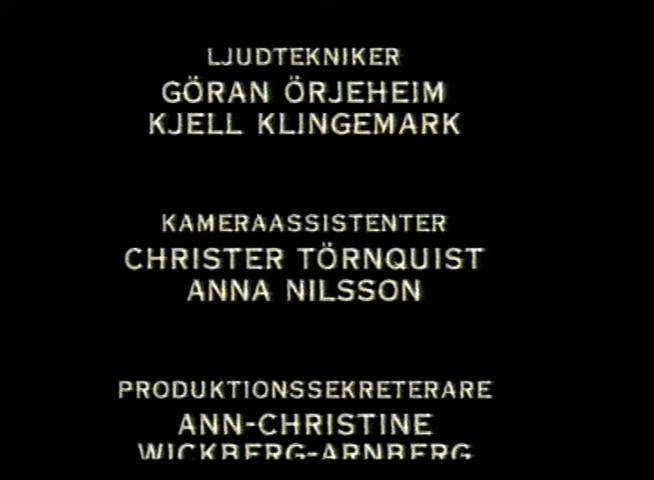 LJUDTEKNIKER
GÖRAN ÖRJEHEIM
KJELL KLINGEMARK
KAMERAASSISTENTER
CHRISTER TÖRNQUIST
ANNA NILSSON
PRODUKTIONSSEKRETERARE
ANN-CHRISTINE
WICKBERG-ARNBERG